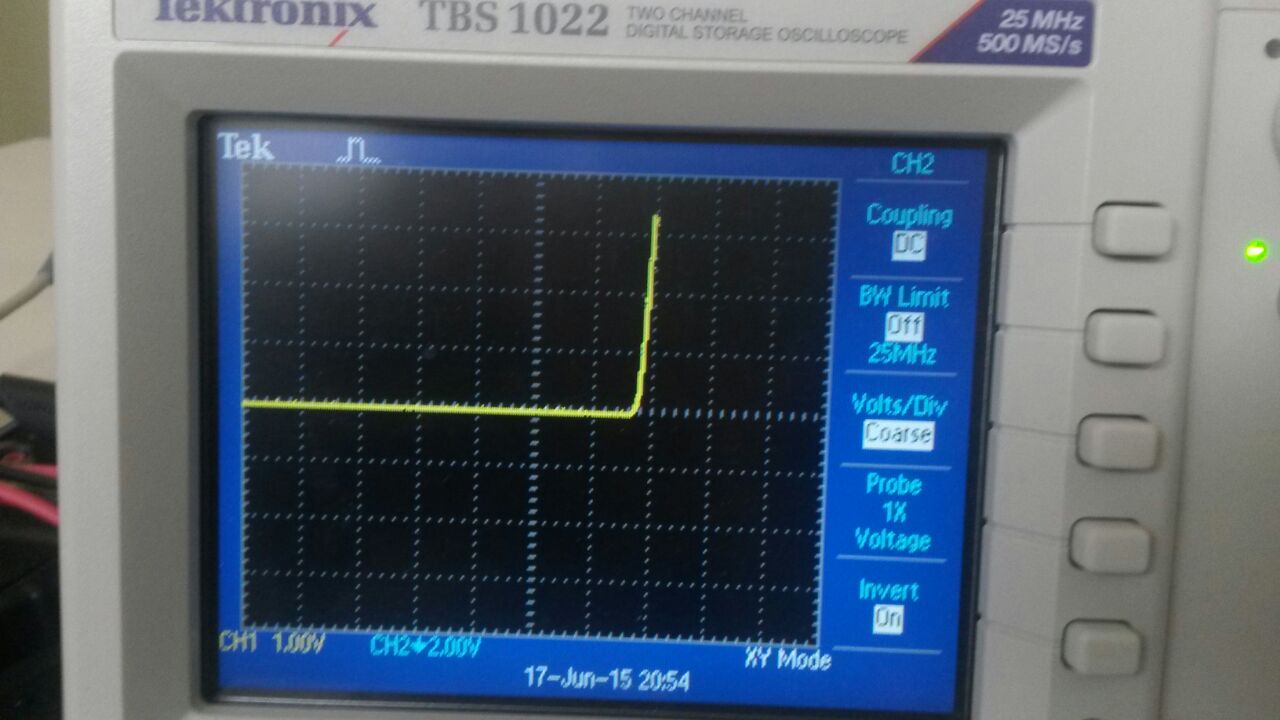 Tektronix TBS 1022 TWO CHANNEL
DIGITAL STORAGE OSCILLOSCOPE
25 MHz
500 MS/s
Tek
CH2
Coupling
DC
BW Limit
Off
25MHz
Volts/Div
Coarse
Probe
1X
Voltage
Invert
On
CH1 1.00V CH2↓2.00V XY Mode
17-Jun-15 20:54